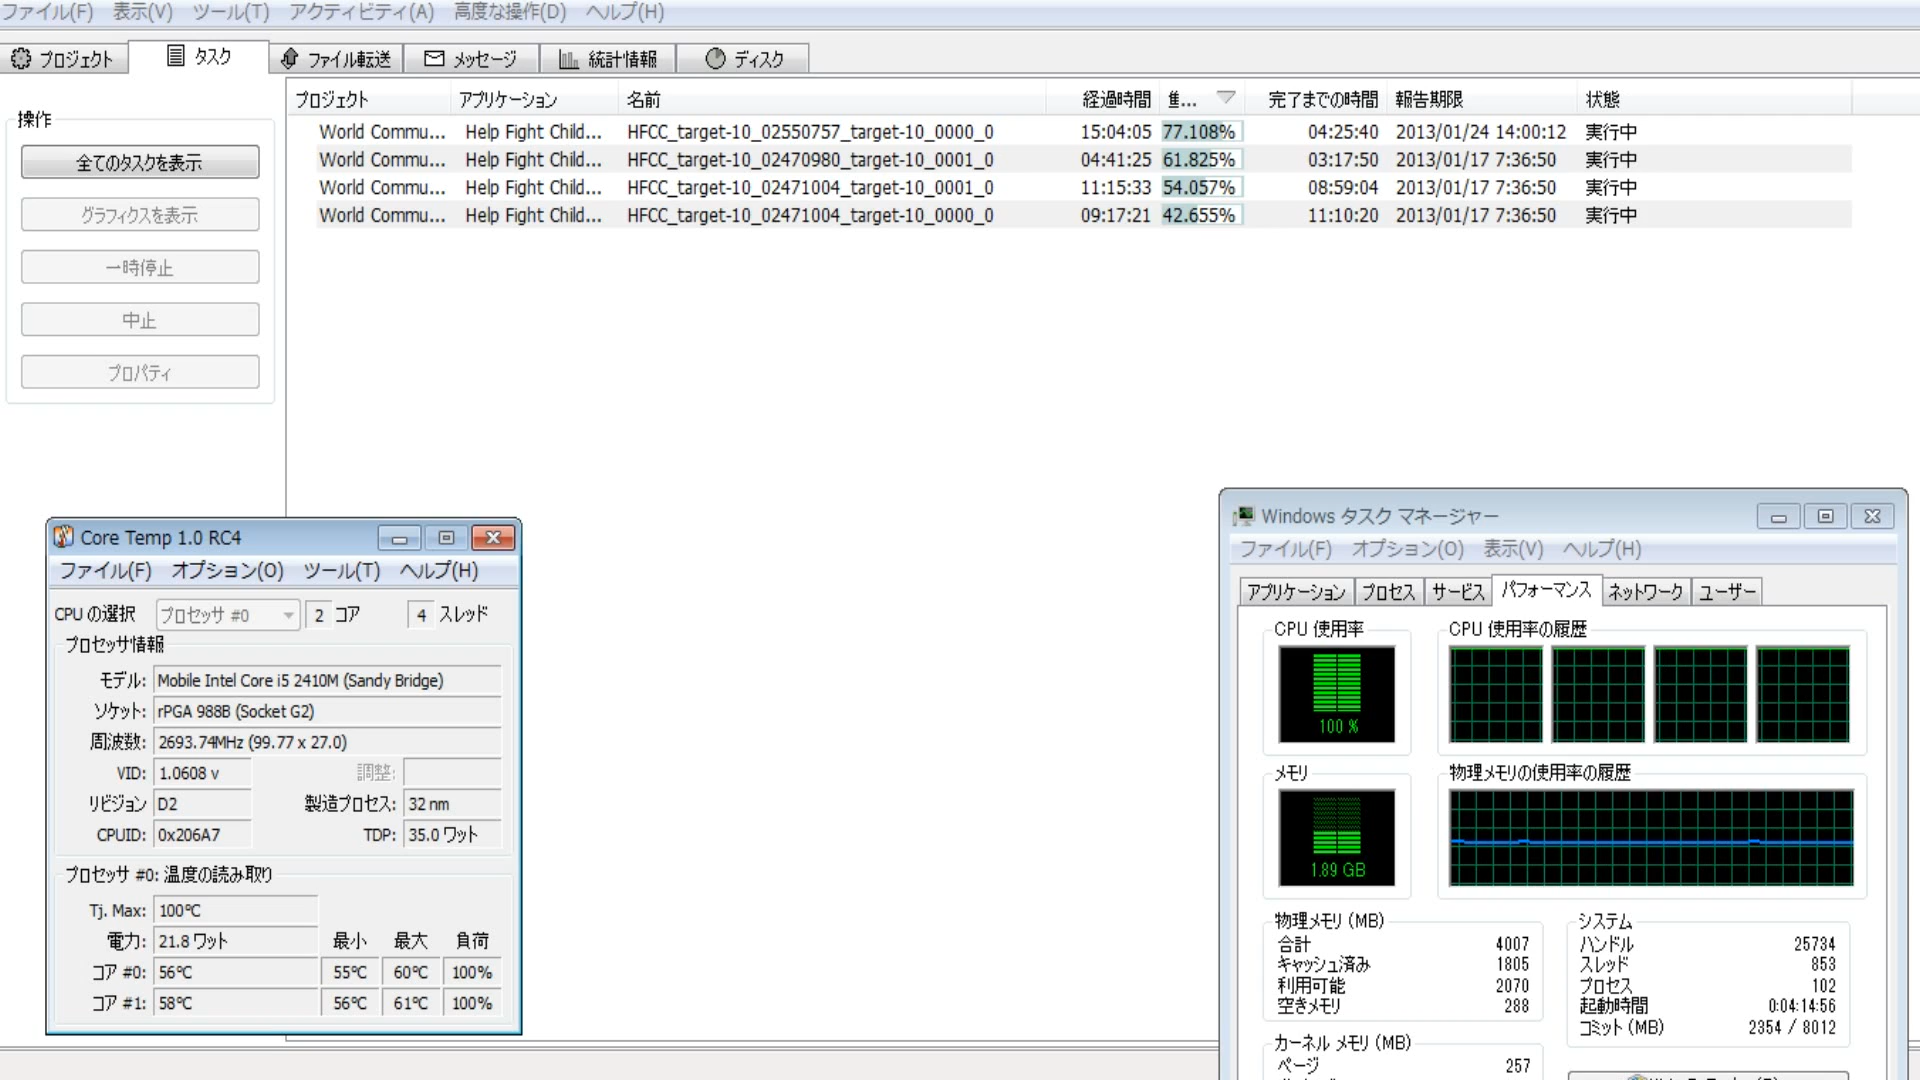 ファイル(F) 表示(V) ツール(T) アクティビティ(A) 高度な操作(D) ヘルプ(H)
プロジェクト タスク ファイル転送 メッセージ 統計情報 ディスク
操作
全てのタスクを表示
グラフィクスを表示
一時停止
中止
プロパティ
プロジェクト アプリケーション 名前 経過時間 進... 完了までの時間 報告期限 状態
World Commu... Help Fight Child... HFCC_target-10_02550757_target-10_0000_0 15:04:05 77.108% 04:25:40 2013/01/24 14:00:12 実行中
World Commu... Help Fight Child... HFCC_target-10_02470980_target-10_0001_0 04:41:25 61.825% 03:17:50 2013/01/17 7:36:50 実行中
World Commu... Help Fight Child... HFCC_target-10_02471004_target-10_0001_0 11:15:33 54.057% 08:59:04 2013/01/17 7:36:50 実行中
World Commu... Help Fight Child... HFCC_target-10_02471004_target-10_0000_0 09:17:21 42.655% 11:10:20 2013/01/17 7:36:50 実行中
Core Temp 1.0 RC4
ファイル(F) オプション(O) ツール(T) ヘルプ(H)
CPU の選択 プロセッサ #0 2 コア 4 スレッド
プロセッサ情報
モデル: Mobile Intel Core i5 2410M (Sandy Bridge)
ソケット: rPGA 988B (Socket G2)
周波数: 2693.74MHz (99.77 x 27.0)
VID: 1.0608 v 調整:
リビジョン D2 製造プロセス: 32 nm
CPUID: 0x206A7 TDP: 35.0 ワット
プロセッサ #0: 温度の読み取り
Tj. Max: 100℃
電力: 21.8 ワット 最小 最大 負荷
コア #0: 56℃ 55℃ 60℃ 100%
コア #1: 58℃ 56℃ 61℃ 100%
Windows タスク マネージャー
ファイル(F) オプション(O) 表示(V) ヘルプ(H)
アプリケーション プロセス サービス パフォーマンス ネットワーク ユーザー
CPU 使用率 CPU 使用率の履歴
100 %
メモリ 物理メモリの使用率の履歴
1.89 GB
物理メモリ (MB)
合計 4007
キャッシュ済み 1805
利用可能 2070
空きメモリ 288
システム
ハンドル 25734
スレッド 853
プロセス 102
起動時間 0:04:14:56
コミット (MB) 2354 / 8012
カーネル メモリ (MB)
ページ 257